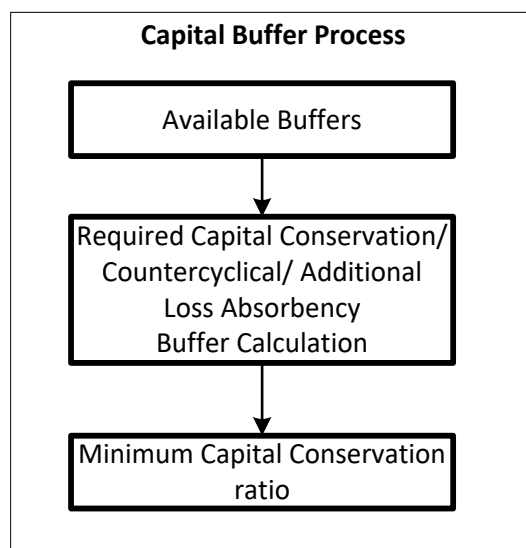 Capital Buffer Process
Available Buffers
Required Capital Conservation/
Countercyclical/ Additional
Loss Absorbency
Buffer Calculation
Minimum Capital Conservation
ratio